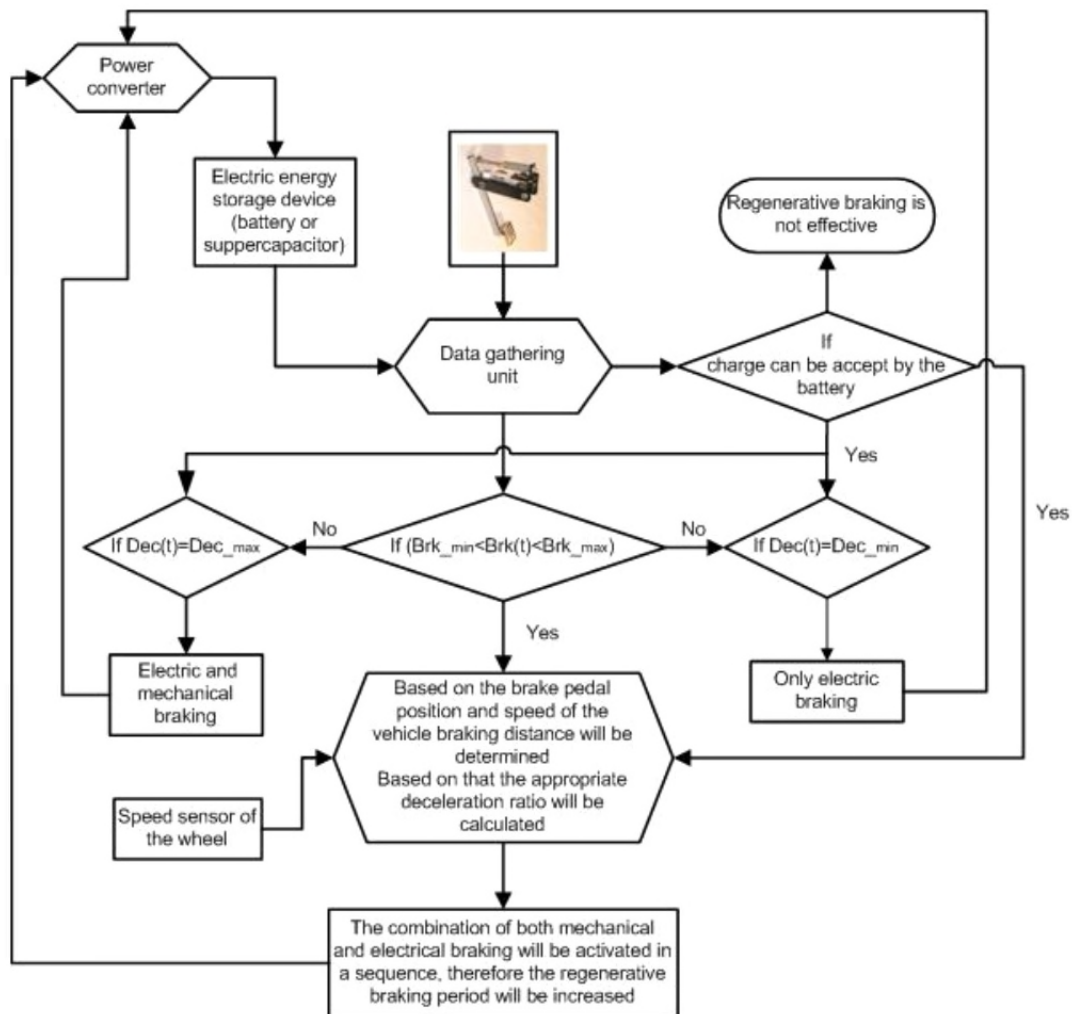 Power
converter
Electric energy
storage device
(battery or
suppercapacitor)
Regenerative braking is
not effective
Data gathering
unit
If
charge can be accept by the
battery
Yes
Yes
If Dec(t)=Dec_max
No
If (Brk_min<Brk(t)<Brk_max)
No
If Dec(t)=Dec_min
Yes
Electric and
mechanical
braking
Based on the brake pedal
position and speed of the
vehicle braking distance will be
determined
Based on that the appropriate
deceleration ratio will be
calculated
Only electric
braking
Speed sensor of
the wheel
The combination of both mechanical
and electrical braking will be activated in
a sequence, therefore the regenerative
braking period will be increased